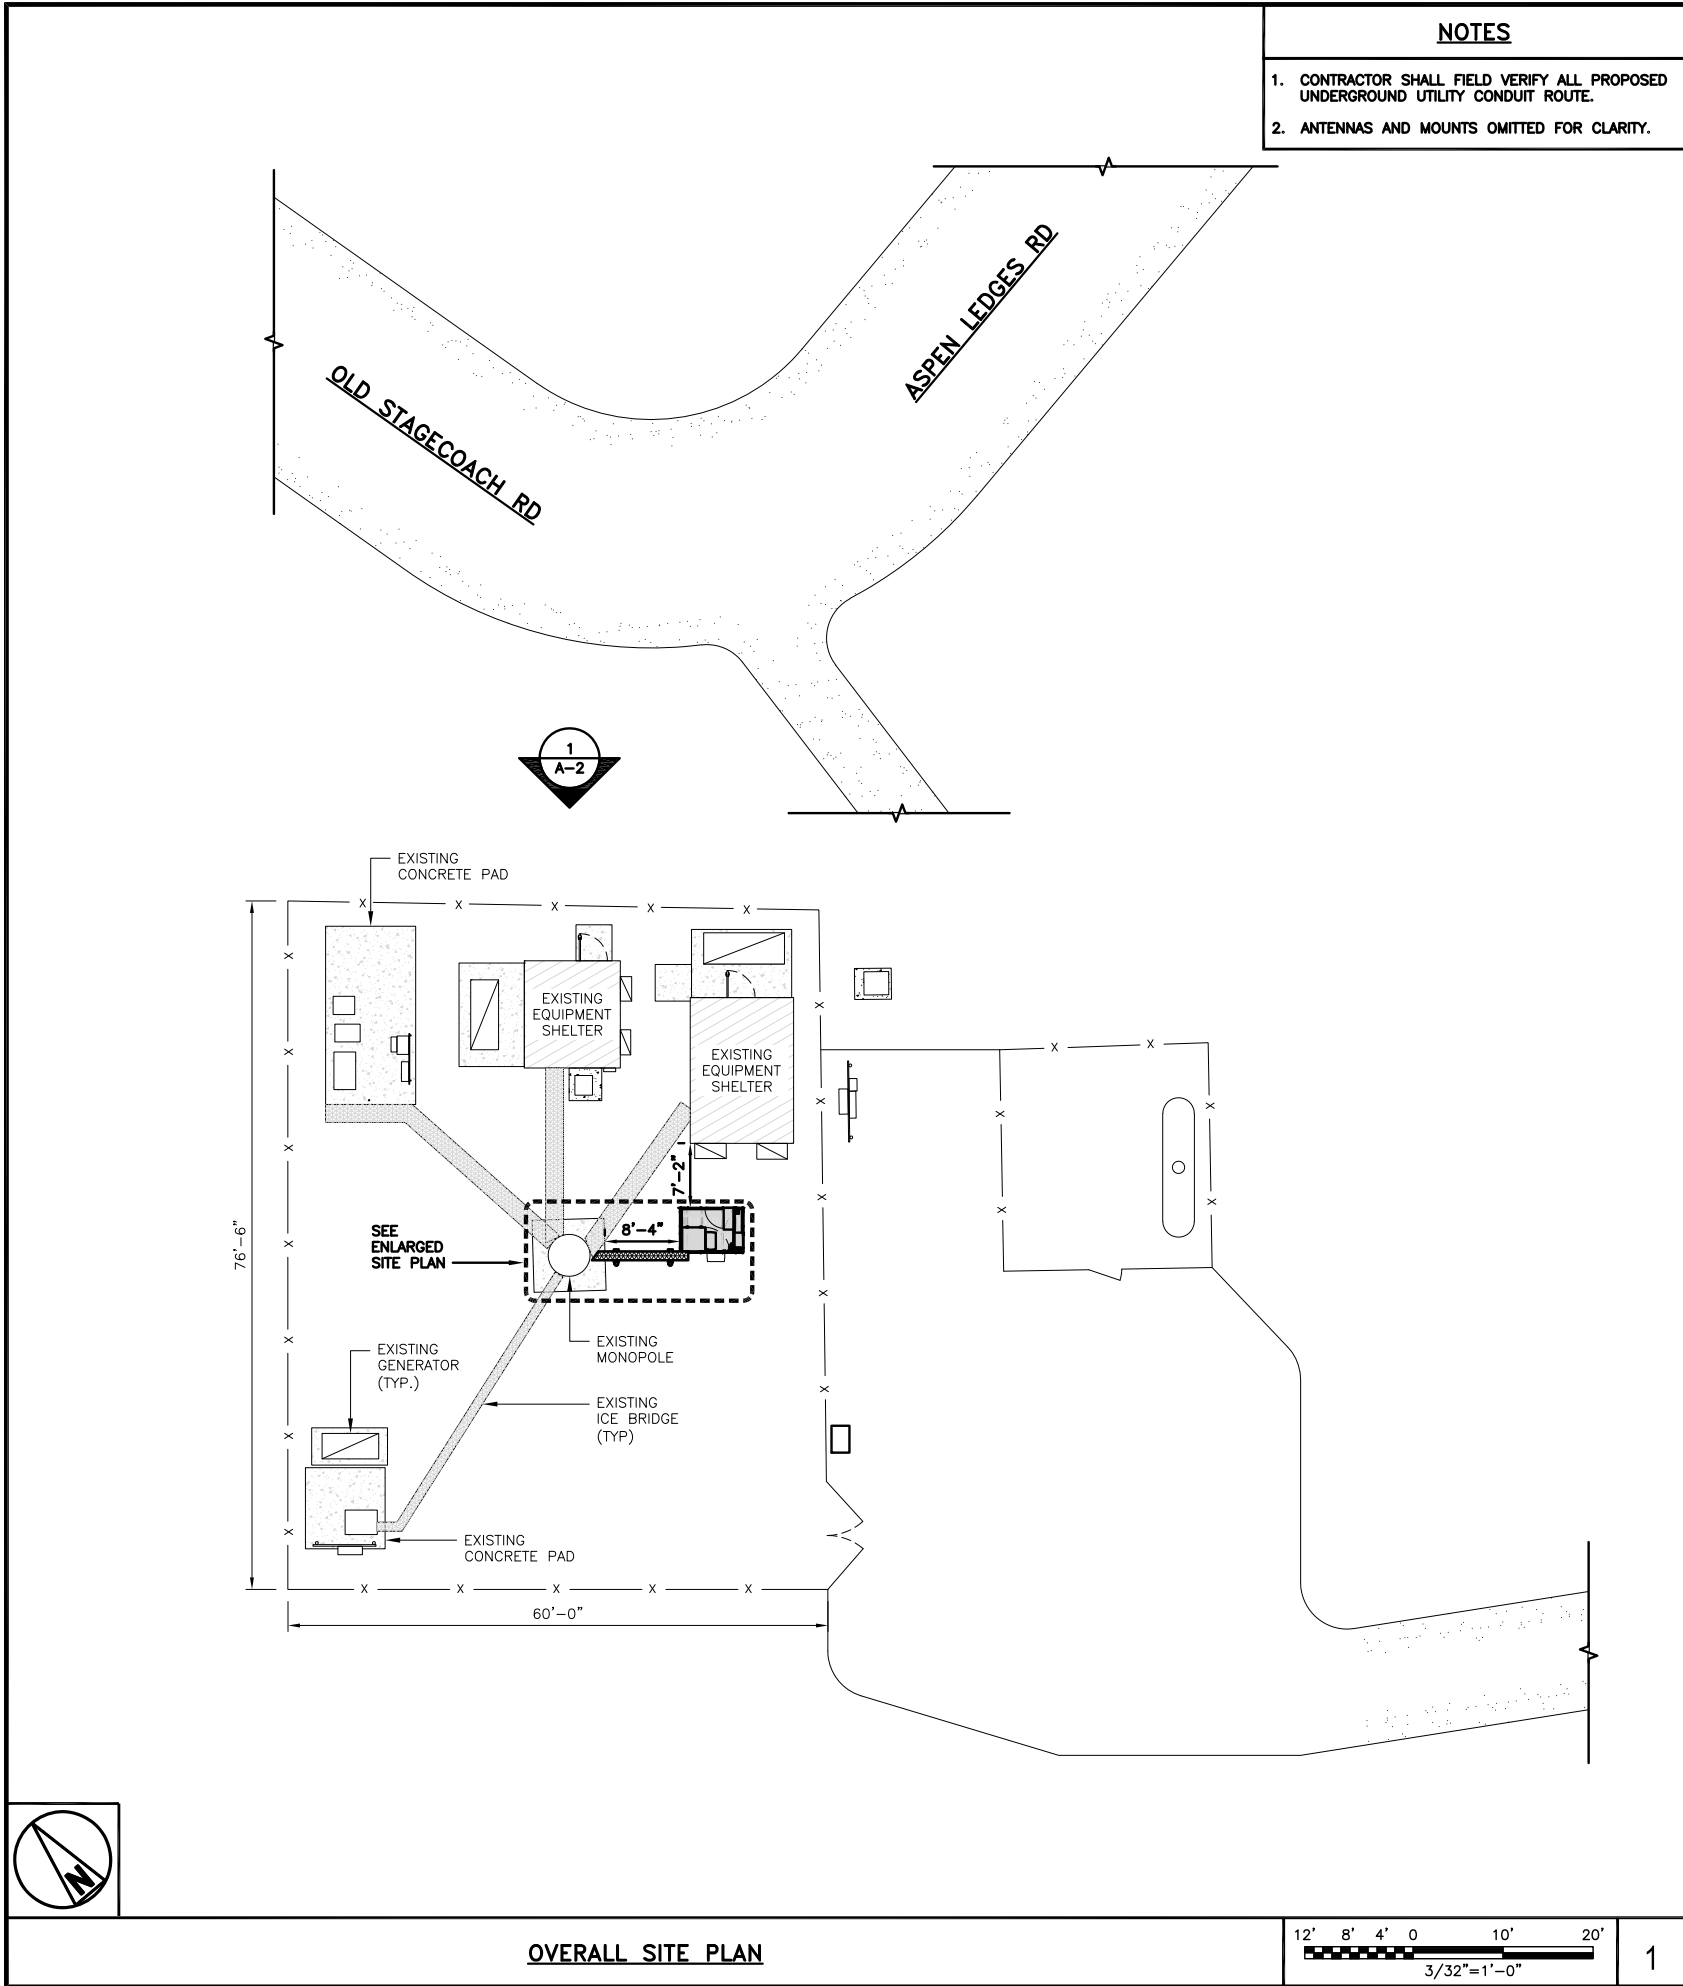 NOTES
1. CONTRACTOR SHALL FIELD VERIFY ALL PROPOSED
UNDERGROUND UTILITY CONDUIT ROUTE.
2. ANTENNAS AND MOUNTS OMITTED FOR CLARITY.
ASPEN LEDGES RD
OLD STAGECOACH RD
1
A-2
EXISTING
CONCRETE PAD
X X X X X
EXISTING
EQUIPMENT
SHELTER
EXISTING
EQUIPMENT
SHELTER
7'-2"
8'-4"
76'-6"
SEE
ENLARGED
SITE PLAN
EXISTING
MONOPOLE
EXISTING
GENERATOR
(TYP.)
EXISTING
ICE BRIDGE
(TYP)
EXISTING
CONCRETE PAD
X X X X X
60'-0"
N
OVERALL SITE PLAN
12' 8' 4' 0 10' 20'
3/32"=1'-0"
1